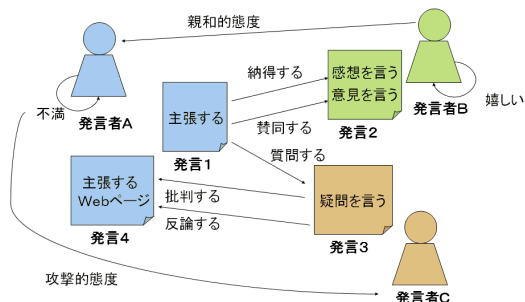 親和的態度
納得する
感想を言う
意見を言う
嬉しい
不満
発言者A
主張する
賛同する
発言2
発言者B
発言1
質問する
主張する
Webページ
批判する
疑問を言う
反論する
発言4
発言3
攻撃的態度
発言者C